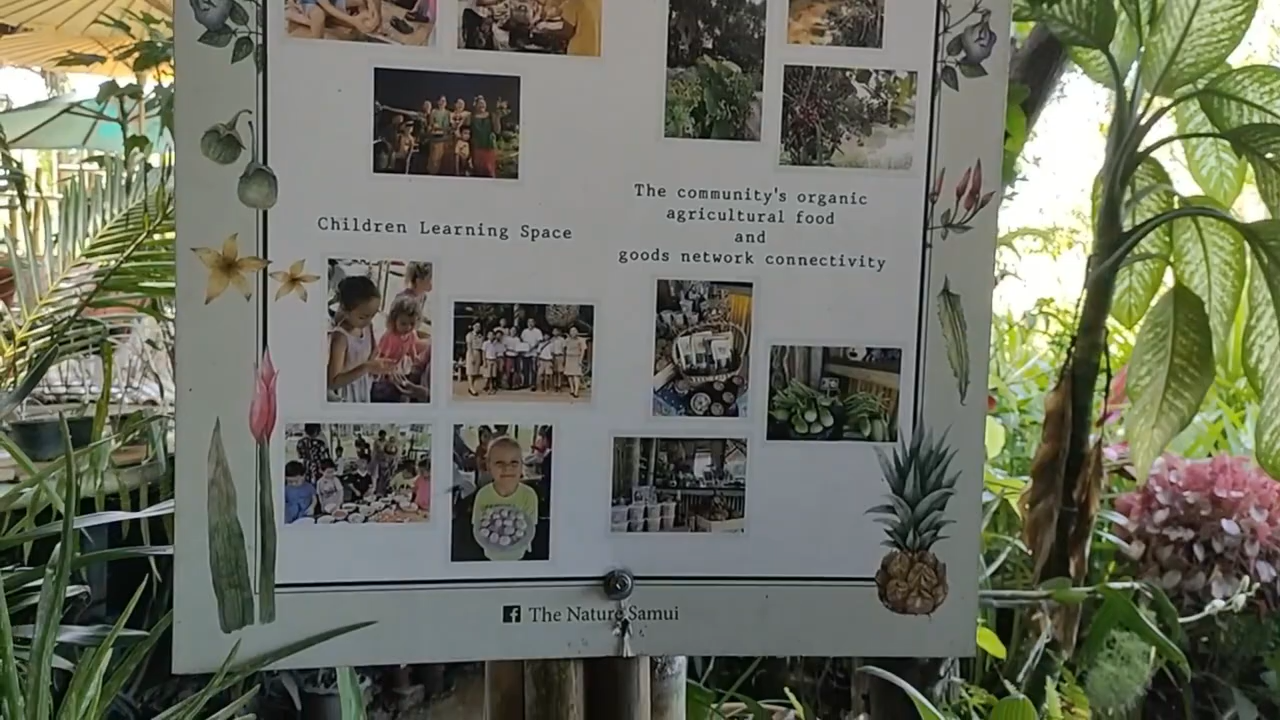 Children Learning Space
The community's organic
agricultural food
and
goods network connectivity
The Nature Samui